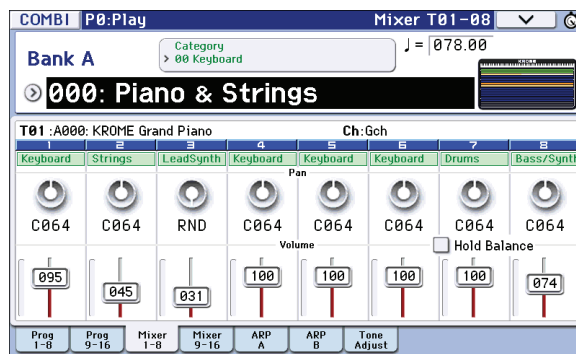 COMBI P0:Play Mixer T01-08
Bank A
Category
00 Keyboard
♩= 078.00
KROME
000: Piano & Strings
T01 :A000: KROME Grand Piano Ch:Gch
1 2 3 4 5 6 7 8
Keyboard Strings LeadSynth Keyboard Keyboard Keyboard Drums Bass/Synth
Pan
C064 C064 RND C064 C064 C064 C064 C064
Volume
Hold Balance
095 045 031 100 100 100 100 074
Prog 1-8 Prog 9-16 Mixer 1-8 Mixer 9-16 ARP A ARP B Tone Adjust